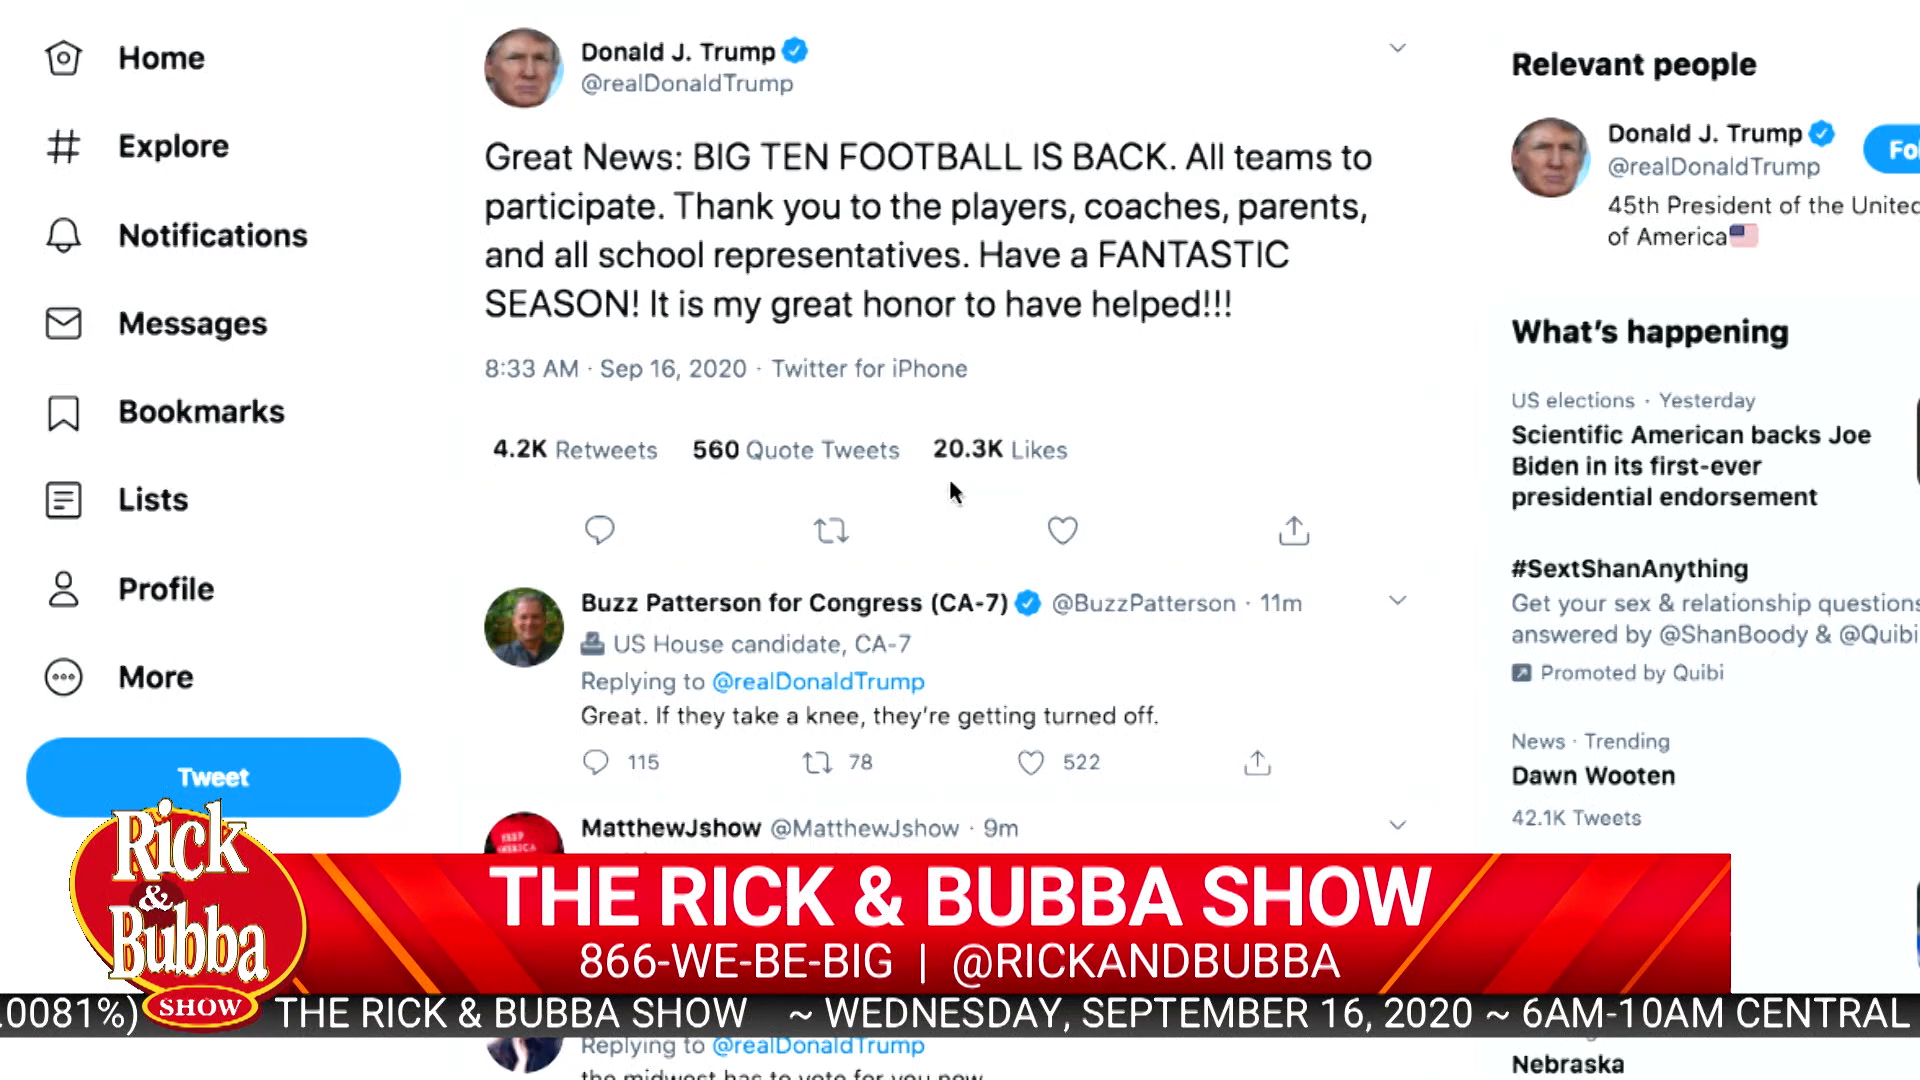 Home
Explore
Notifications
Messages
Bookmarks
Lists
Profile
More
Tweet
Donald J. Trump
@realDonaldTrump
Great News: BIG TEN FOOTBALL IS BACK. All teams to
participate. Thank you to the players, coaches, parents,
and all school representatives. Have a FANTASTIC
SEASON! It is my great honor to have helped!!!
8:33 AM · Sep 16, 2020 · Twitter for iPhone
4.2K Retweets 560 Quote Tweets 20.3K Likes
Buzz Patterson for Congress (CA-7) @BuzzPatterson · 11m
US House candidate, CA-7
Replying to @realDonaldTrump
Great. If they take a knee, they're getting turned off.
115 78 522
MatthewJshow @MatthewJshow · 9m
Replying to @realDonaldTrump
the midwest has to vote for you now
Relevant people
Donald J. Trump
@realDonaldTrump
Fo
45th President of the United
of America
What's happening
US elections · Yesterday
Scientific American backs Joe
Biden in its first-ever
presidential endorsement
#SextShanAnything
Get your sex & relationship questions
answered by @ShanBoody & @Quibi
Promoted by Quibi
News · Trending
Dawn Wooten
42.1K Tweets
Nebraska
Rick
&
Bubba
SHOW
THE RICK & BUBBA SHOW
866-WE-BE-BIG | @RICKANDBUBBA
.0081%) THE RICK & BUBBA SHOW ~ WEDNESDAY, SEPTEMBER 16, 2020 ~ 6AM-10AM CENTRAL